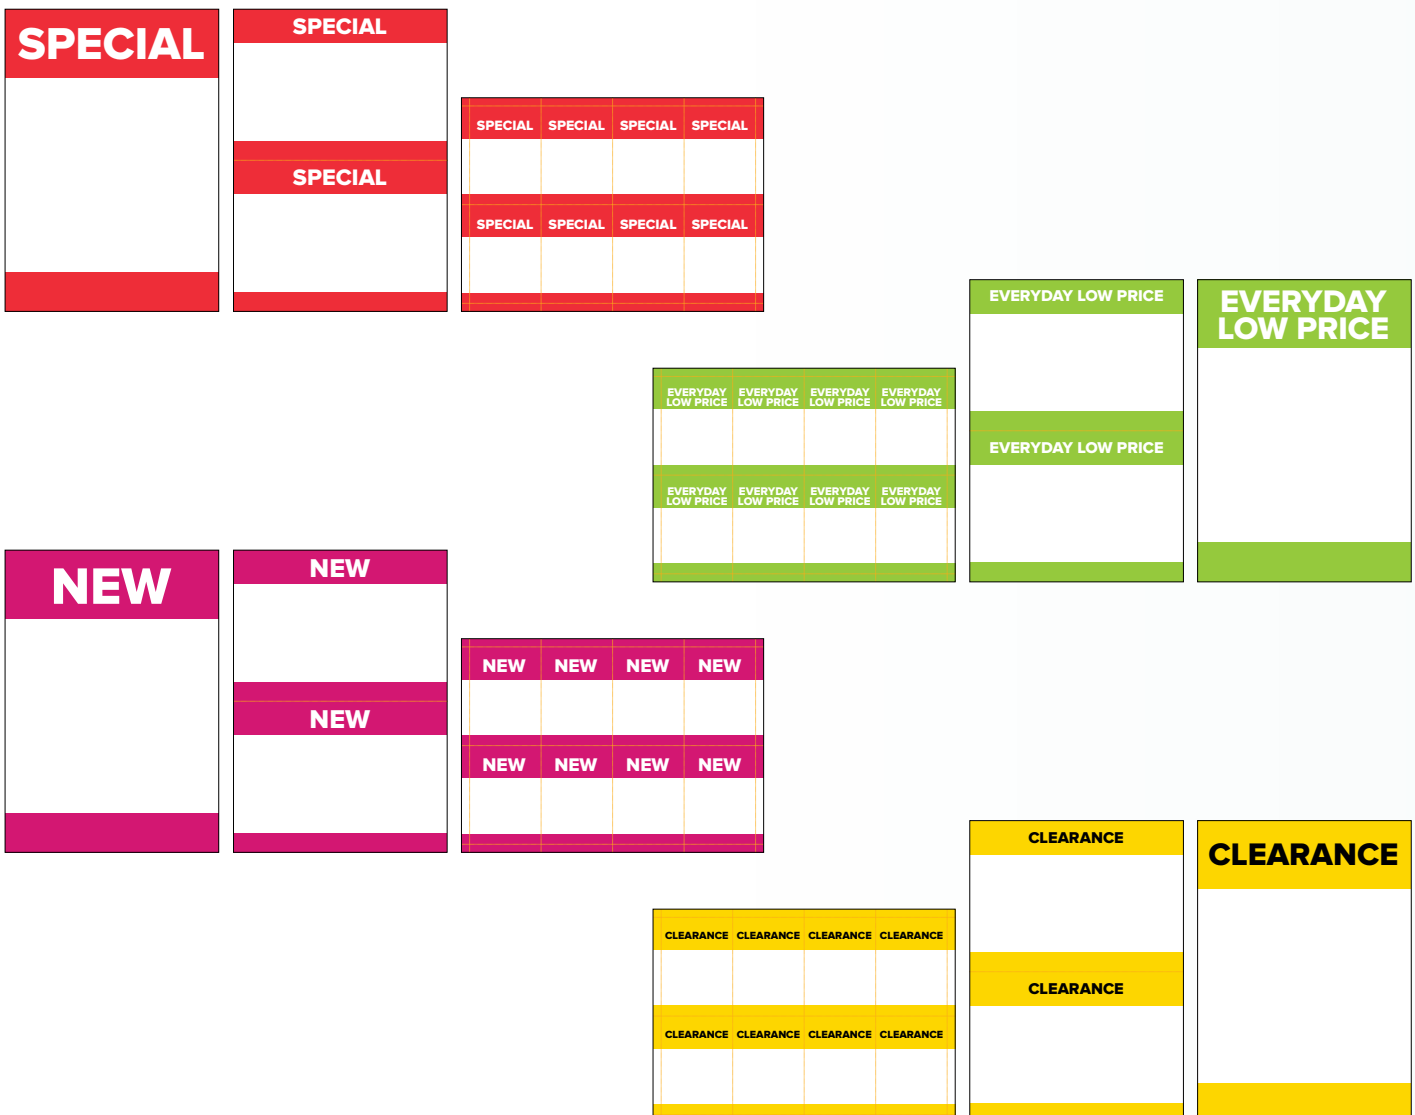 SPECIAL
SPECIAL
SPECIAL
SPECIAL SPECIAL SPECIAL SPECIAL
SPECIAL SPECIAL SPECIAL SPECIAL
EVERYDAY LOW PRICE
EVERYDAY LOW PRICE
EVERYDAY
LOW PRICE
EVERYDAY EVERYDAY EVERYDAY EVERYDAY
LOW PRICE LOW PRICE LOW PRICE LOW PRICE
EVERYDAY EVERYDAY EVERYDAY EVERYDAY
LOW PRICE LOW PRICE LOW PRICE LOW PRICE
NEW
NEW
NEW
NEW NEW NEW NEW
NEW NEW NEW NEW
CLEARANCE
CLEARANCE
CLEARANCE
CLEARANCE CLEARANCE CLEARANCE CLEARANCE
CLEARANCE CLEARANCE CLEARANCE CLEARANCE